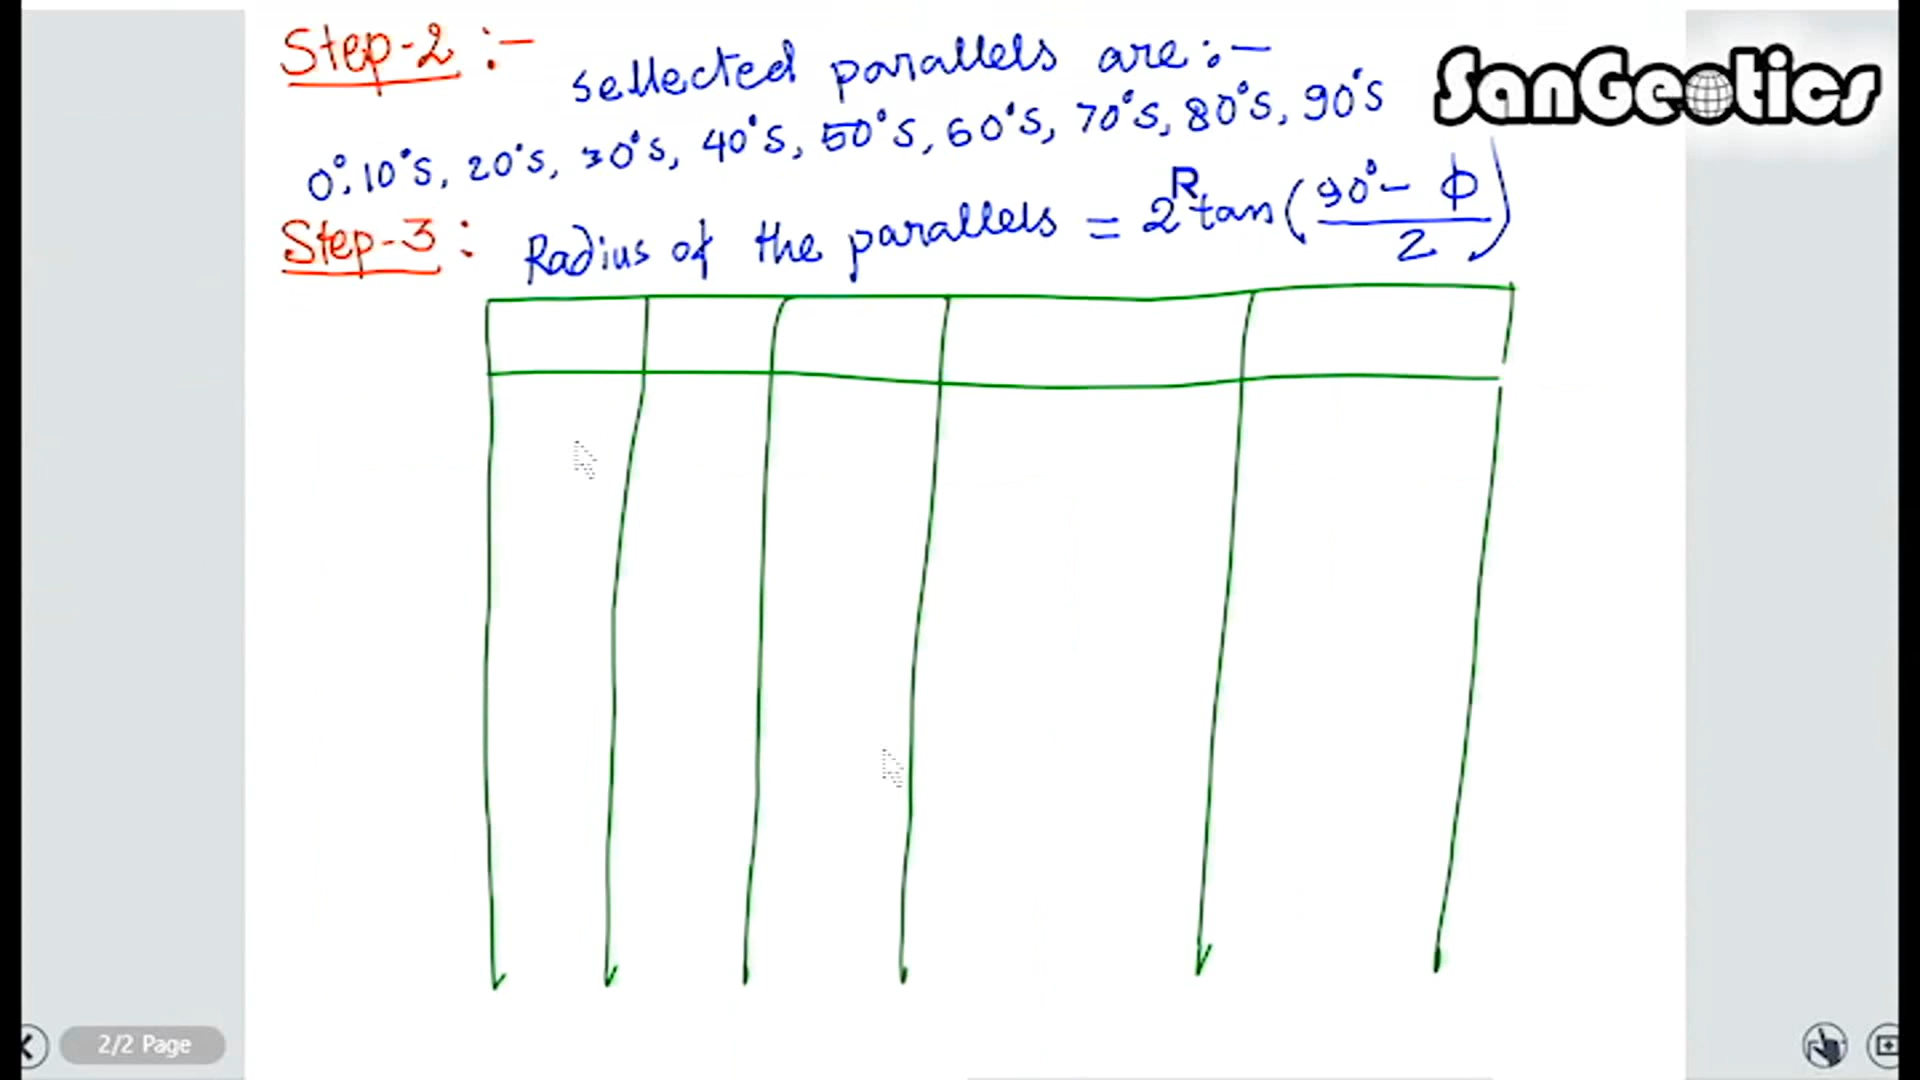 Step-2 :-
sellected parallels are:-
0°, 10°S, 20°S, 30°S, 40°S, 50°S, 60°S, 70°S, 80°S, 90°S
Step-3 : Radius of the parallels = 2R tan(90°- φ / 2)
SanGeotics
2/2 Page